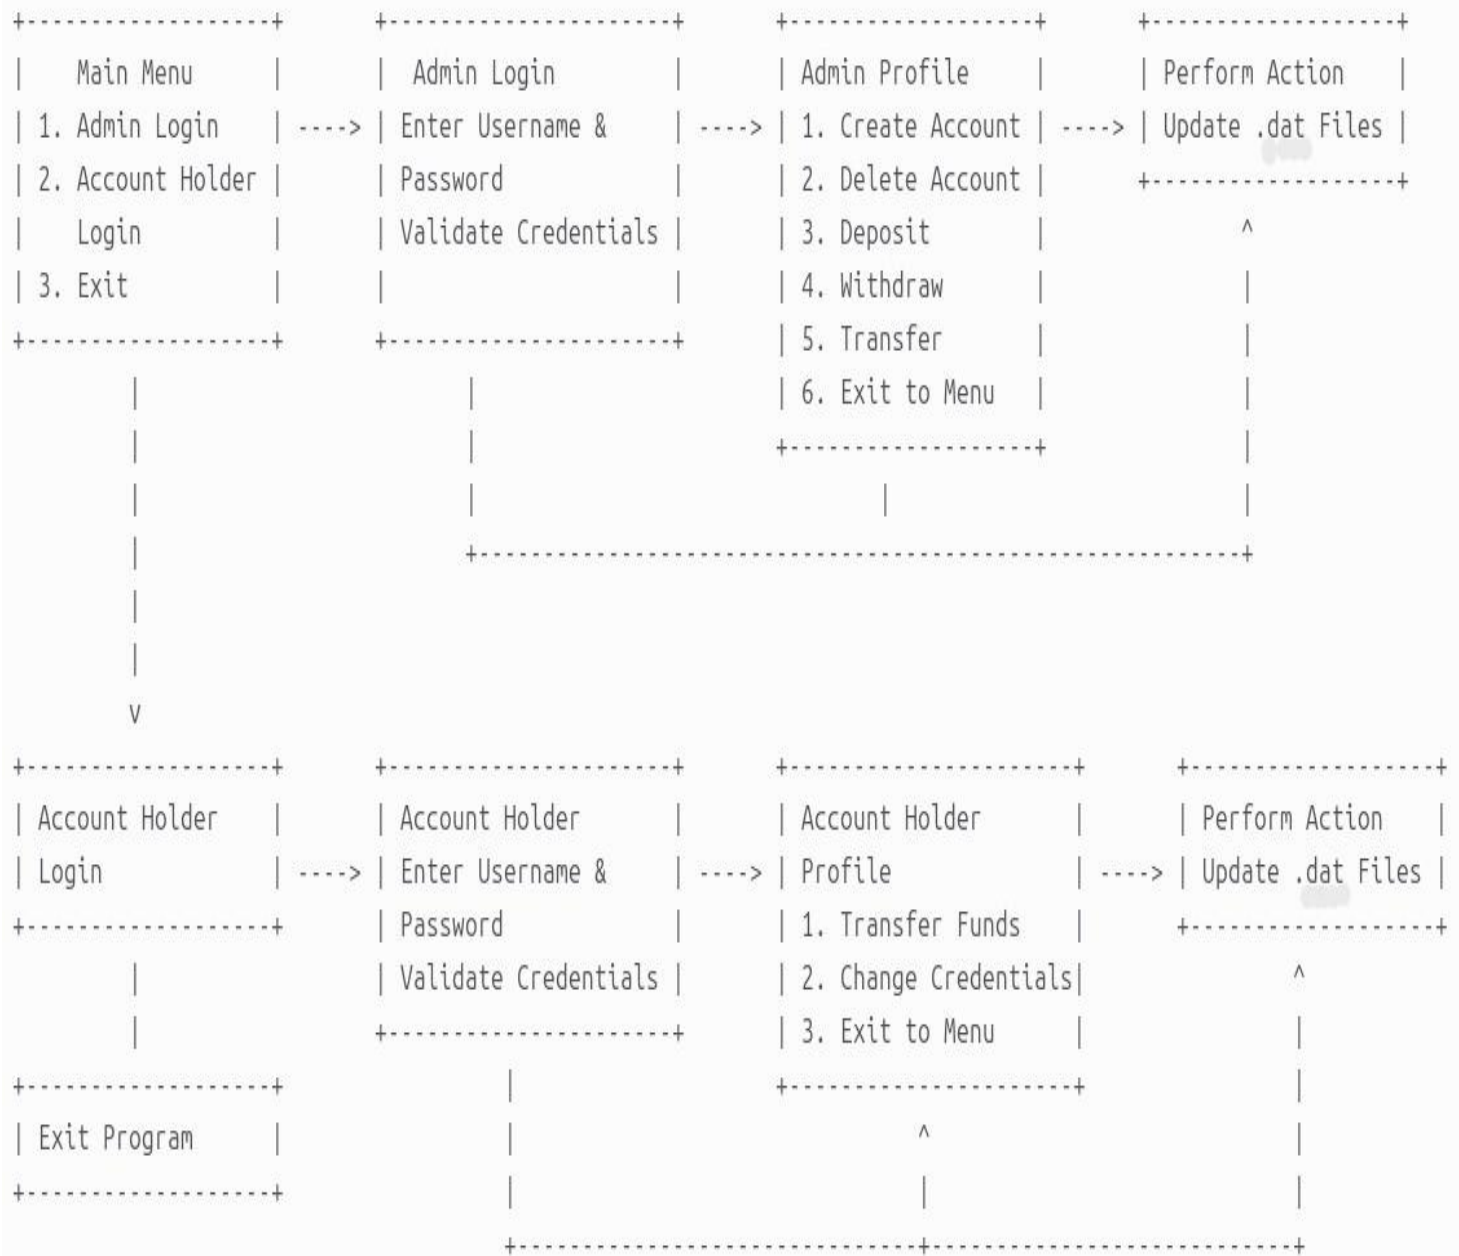 Main Menu
1. Admin Login
2. Account Holder
Login
3. Exit
---->
Admin Login
Enter Username &
Password
Validate Credentials
---->
Admin Profile
1. Create Account
2. Delete Account
3. Deposit
4. Withdraw
5. Transfer
6. Exit to Menu
---->
Perform Action
Update .dat Files
^
v
Account Holder
Login
---->
Account Holder
Enter Username &
Password
Validate Credentials
---->
Account Holder
Profile
1. Transfer Funds
2. Change Credentials
3. Exit to Menu
^
---->
Perform Action
Update .dat Files
^
Exit Program